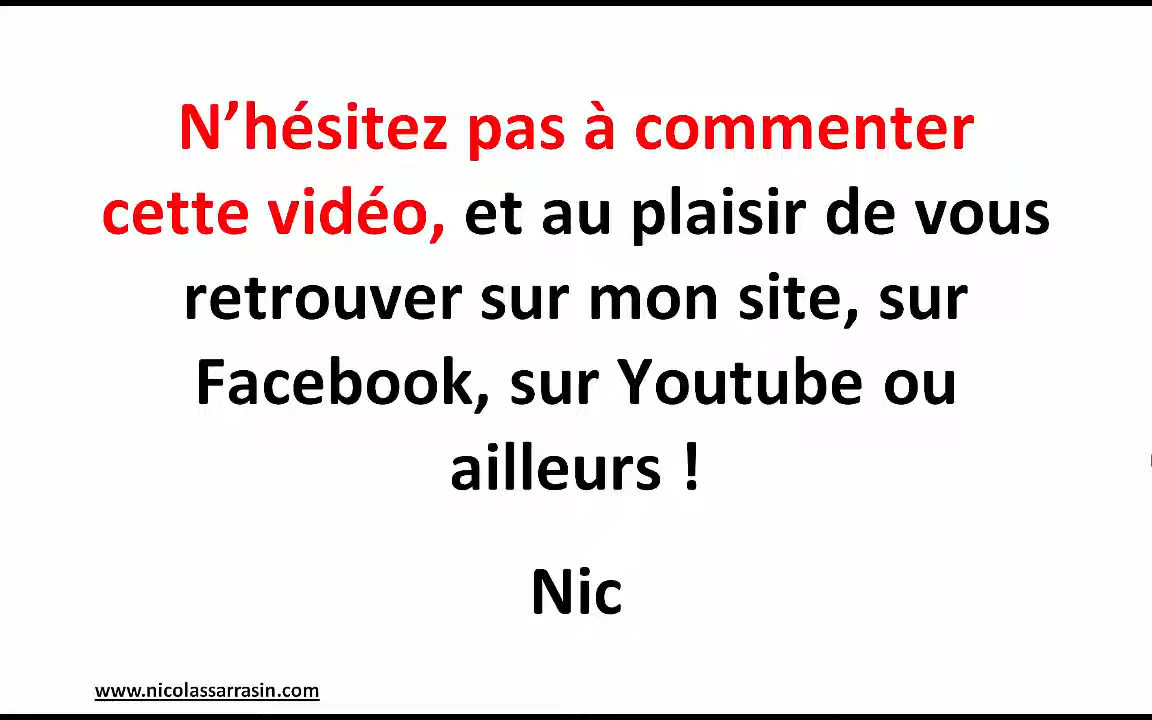 N’hésitez pas à commenter
cette vidéo, et au plaisir de vous
retrouver sur mon site, sur
Facebook, sur Youtube ou
ailleurs !
Nic
www.nicolassarrasin.com